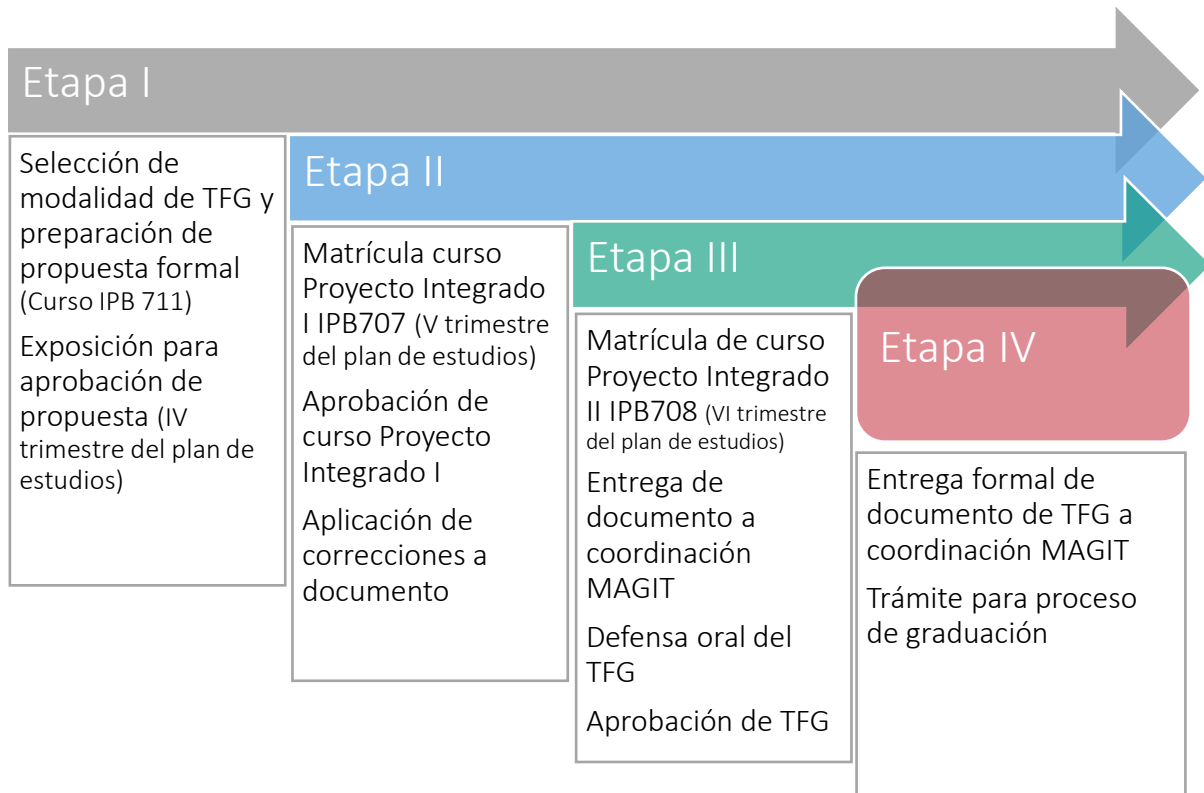 Etapa I
Selección de
modalidad de TFG y
preparación de
propuesta formal
(Curso IPB 711)
Exposición para
aprobación de
propuesta (IV
trimestre del plan de
estudios)
Etapa II
Matrícula curso
Proyecto Integrado
I IPB707 (V trimestre
del plan de estudios)
Aprobación de
curso Proyecto
Integrado I
Aplicación de
correcciones a
documento
Etapa III
Matrícula de curso
Proyecto Integrado
II IPB708 (VI trimestre
del plan de estudios)
Entrega de
documento a
coordinación
MAGIT
Defensa oral del
TFG
Aprobación de TFG
Etapa IV
Entrega formal de
documento de TFG a
coordinación MAGIT
Trámite para proceso
de graduación